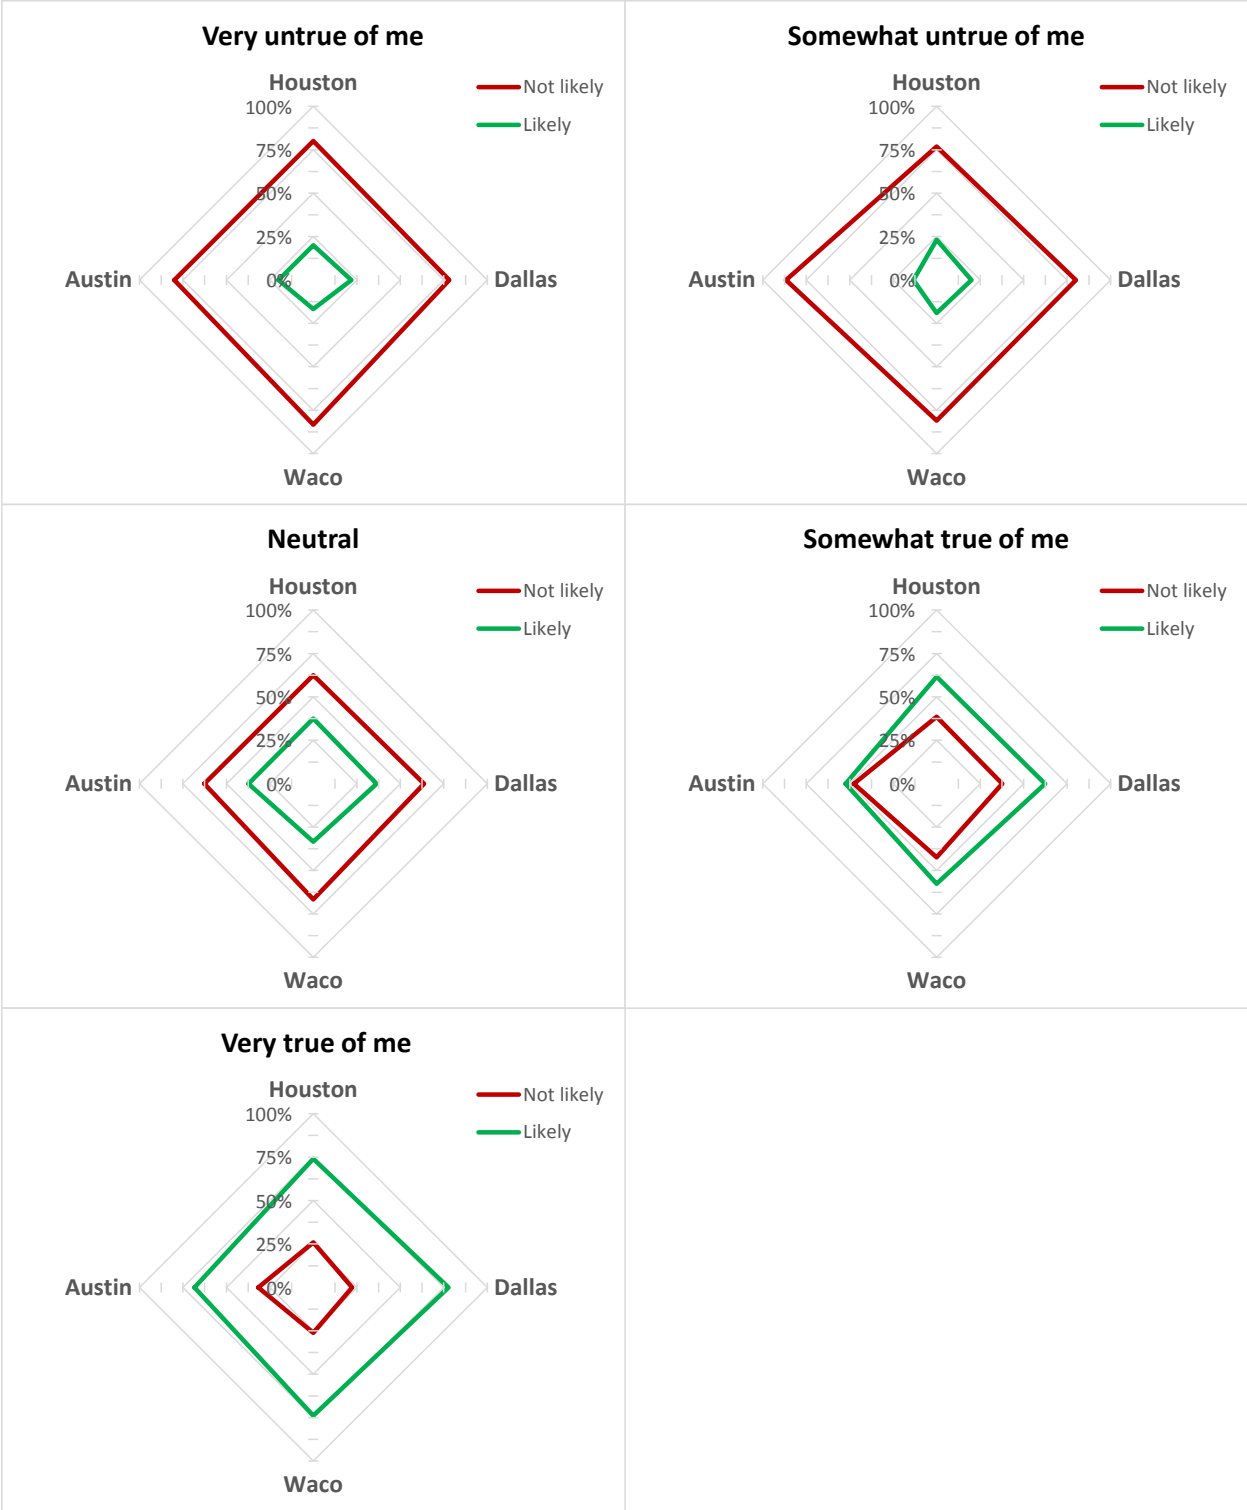 Very untrue of me
Houston
Not likely
Likely
100%
75%
50%
25%
0%
Austin
Dallas
Waco
Somewhat untrue of me
Houston
Not likely
Likely
100%
75%
50%
25%
0%
Austin
Dallas
Waco
Neutral
Houston
Not likely
Likely
100%
75%
50%
25%
0%
Austin
Dallas
Waco
Somewhat true of me
Houston
Not likely
Likely
100%
75%
50%
25%
0%
Austin
Dallas
Waco
Very true of me
Houston
Not likely
Likely
100%
75%
50%
25%
0%
Austin
Dallas
Waco